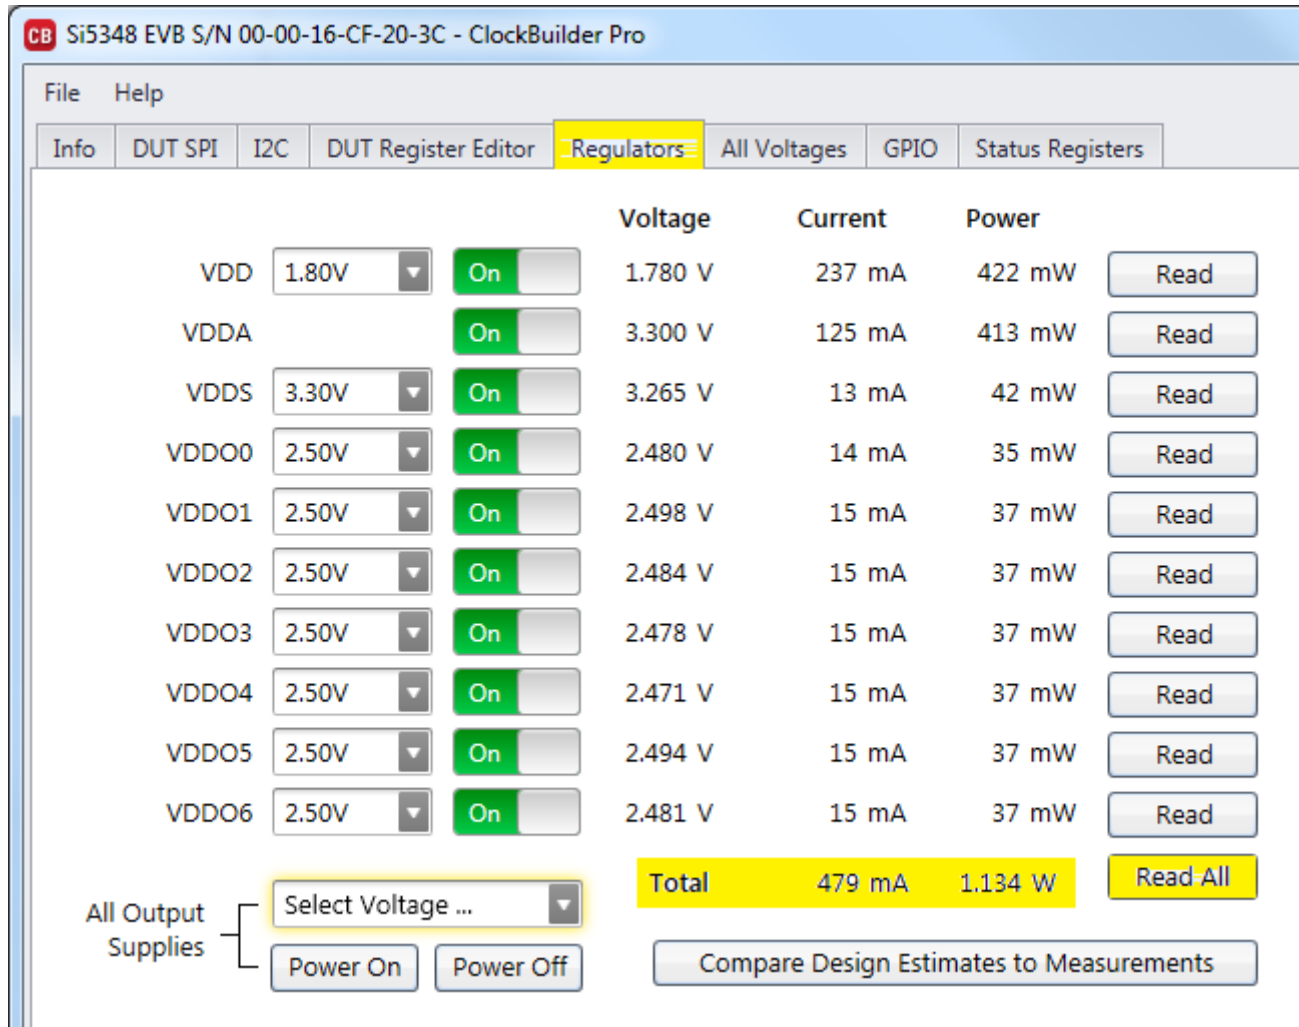 CB Si5348 EVB S/N 00-00-16-CF-20-3C - ClockBuilder Pro
File Help
Info DUT SPI I2C DUT Register Editor Regulators All Voltages GPIO Status Registers
Voltage Current Power
VDD 1.80V On 1.780 V 237 mA 422 mW Read
VDDA On 3.300 V 125 mA 413 mW Read
VDDS 3.30V On 3.265 V 13 mA 42 mW Read
VDDO0 2.50V On 2.480 V 14 mA 35 mW Read
VDDO1 2.50V On 2.498 V 15 mA 37 mW Read
VDDO2 2.50V On 2.484 V 15 mA 37 mW Read
VDDO3 2.50V On 2.478 V 15 mA 37 mW Read
VDDO4 2.50V On 2.471 V 15 mA 37 mW Read
VDDO5 2.50V On 2.494 V 15 mA 37 mW Read
VDDO6 2.50V On 2.481 V 15 mA 37 mW Read
Total 479 mA 1.134 W Read All
All Output Supplies
Select Voltage ...
Power On Power Off
Compare Design Estimates to Measurements